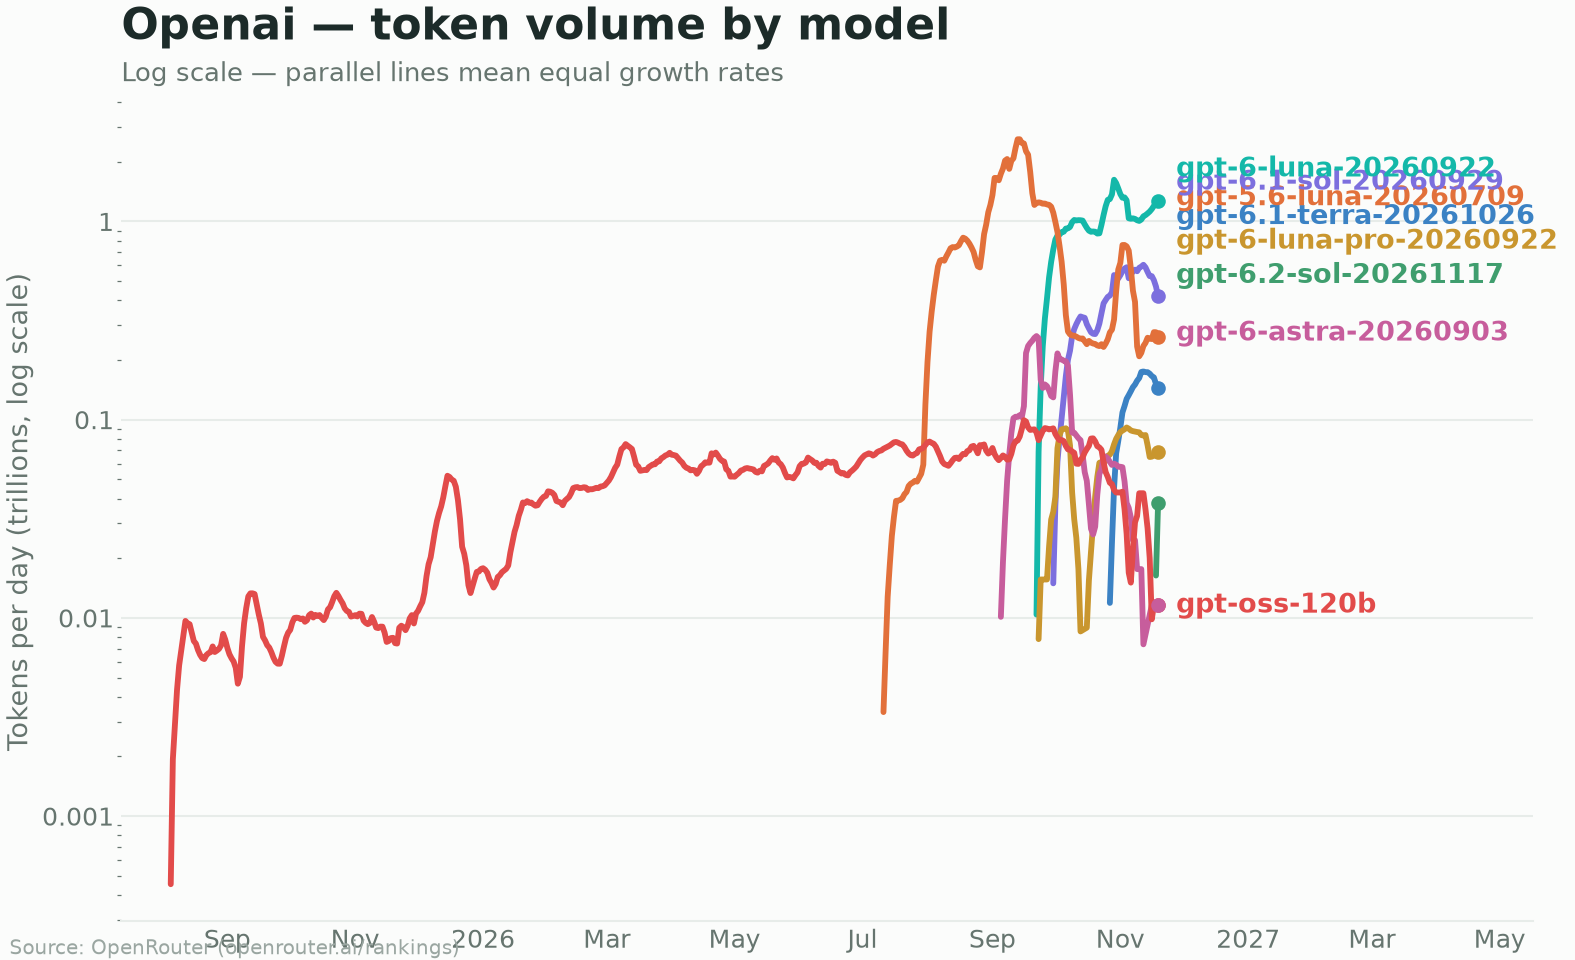 Openai — token volume by model
Log scale — parallel lines mean equal growth rates
Tokens per day (trillions, log scale)
1
0.1
0.01
0.001
gpt-6-luna-20260922
gpt-6.1-sol-20260929
gpt-5.6-luna-20260709
gpt-6.1-terra-20261026
gpt-6-luna-pro-20260922
gpt-6.2-sol-20261117
gpt-6-astra-20260903
gpt-oss-120b
Sep Nov 2026 Mar May Jul Sep Nov 2027 Mar May
Source: OpenRouter (openrouter.ai/rankings)